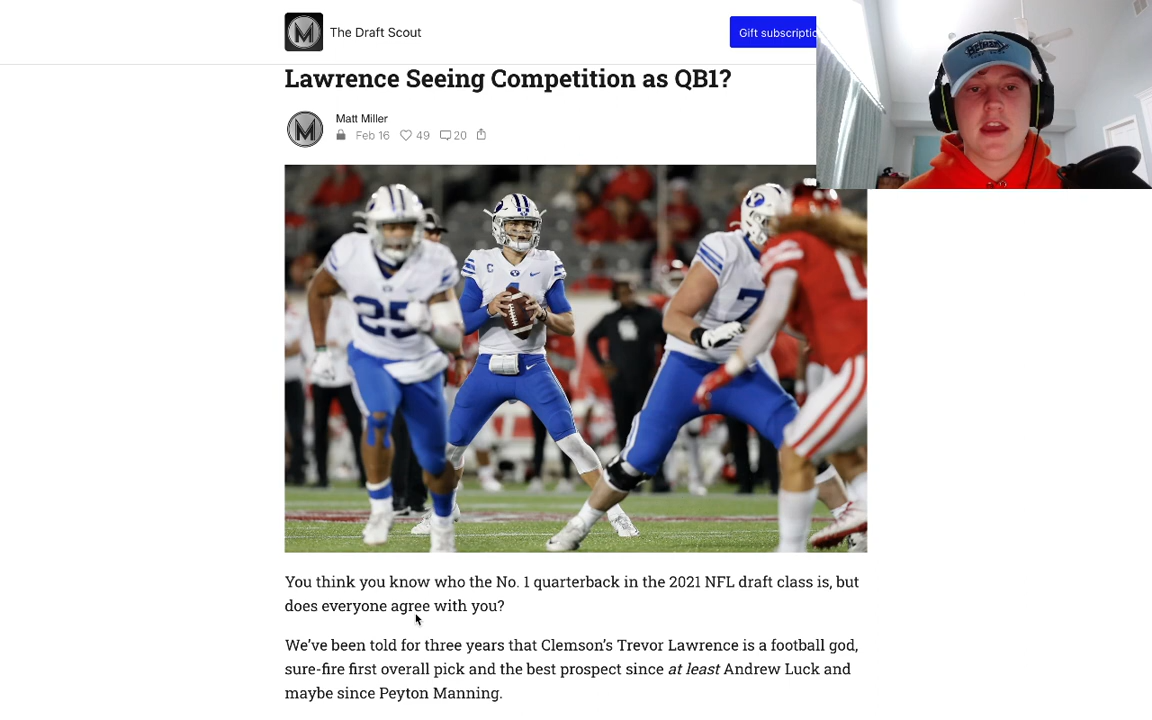 The Draft Scout
Gift subscriptio
Lawrence Seeing Competition as QB1?
Matt Miller
Feb 16 49 20
25
C
7
You think you know who the No. 1 quarterback in the 2021 NFL draft class is, but
does everyone agree with you?
We’ve been told for three years that Clemson’s Trevor Lawrence is a football god,
sure-fire first overall pick and the best prospect since at least Andrew Luck and
maybe since Peyton Manning.